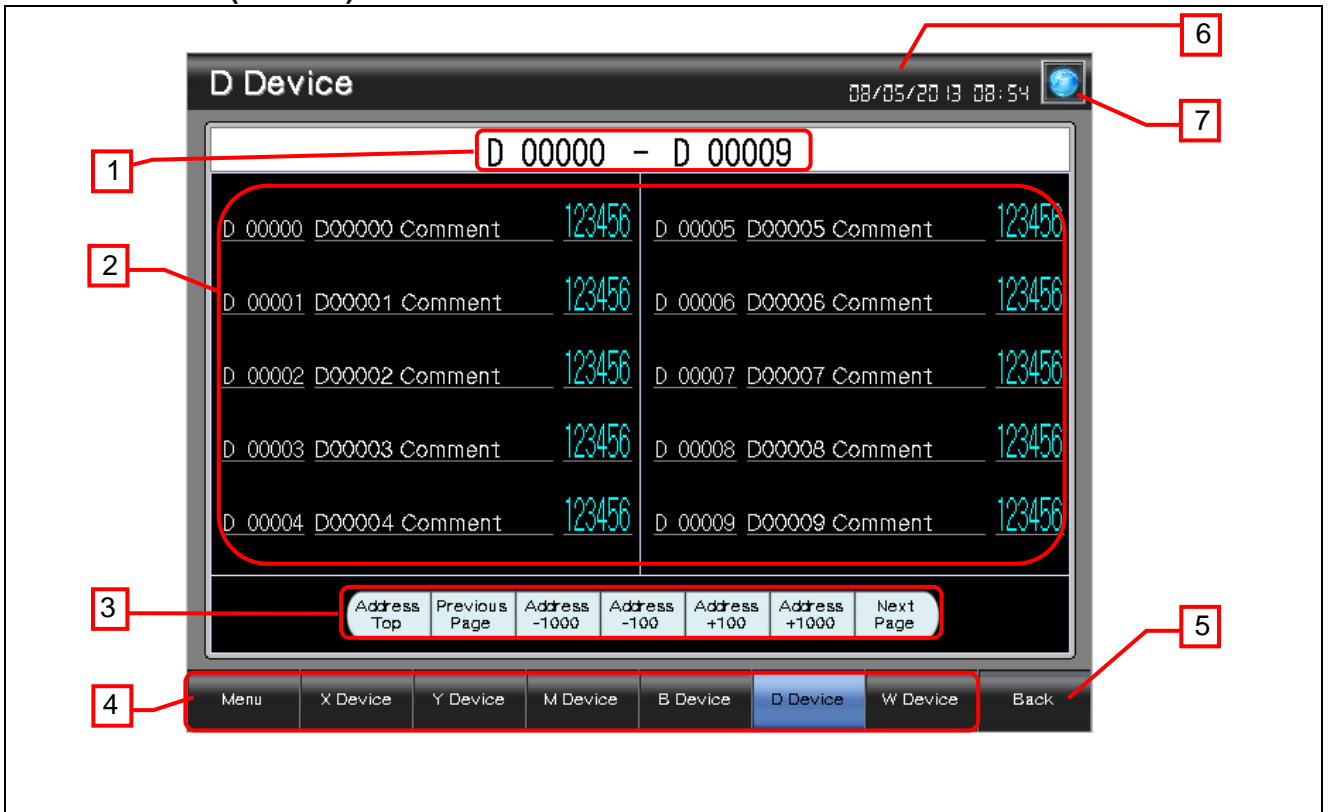 6
D Device
08/05/2013 08:54
7
D 00000 - D 00009
1
D 00000 D00000 Comment 123456 D 00005 D00005 Comment 123456
2
D 00001 D00001 Comment 123456 D 00006 D00006 Comment 123456
D 00002 D00002 Comment 123456 D 00007 D00007 Comment 123456
D 00003 D00003 Comment 123456 D 00008 D00008 Comment 123456
D 00004 D00004 Comment 123456 D 00009 D00009 Comment 123456
3
Address Previous Address Address Address Address Next
Top Page -1000 -100 +100 +1000 Page
5
4
Menu X Device Y Device M Device B Device D Device W Device Back